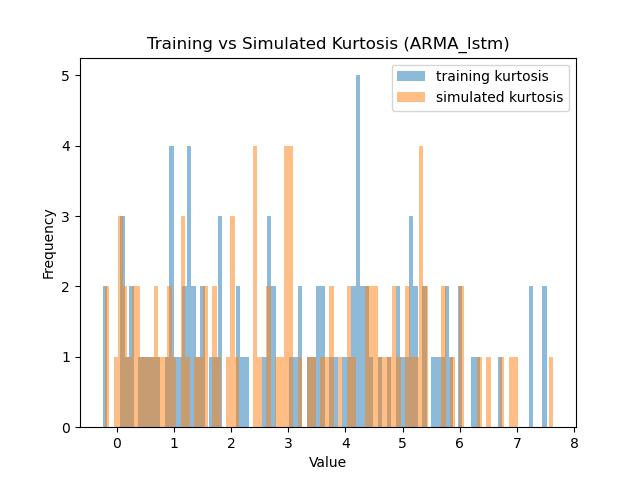 Training vs Simulated Kurtosis (ARMA_lstm)
training kurtosis
simulated kurtosis
5
4
3
2
1
0
Frequency
0 1 2 3 4 5 6 7 8
Value